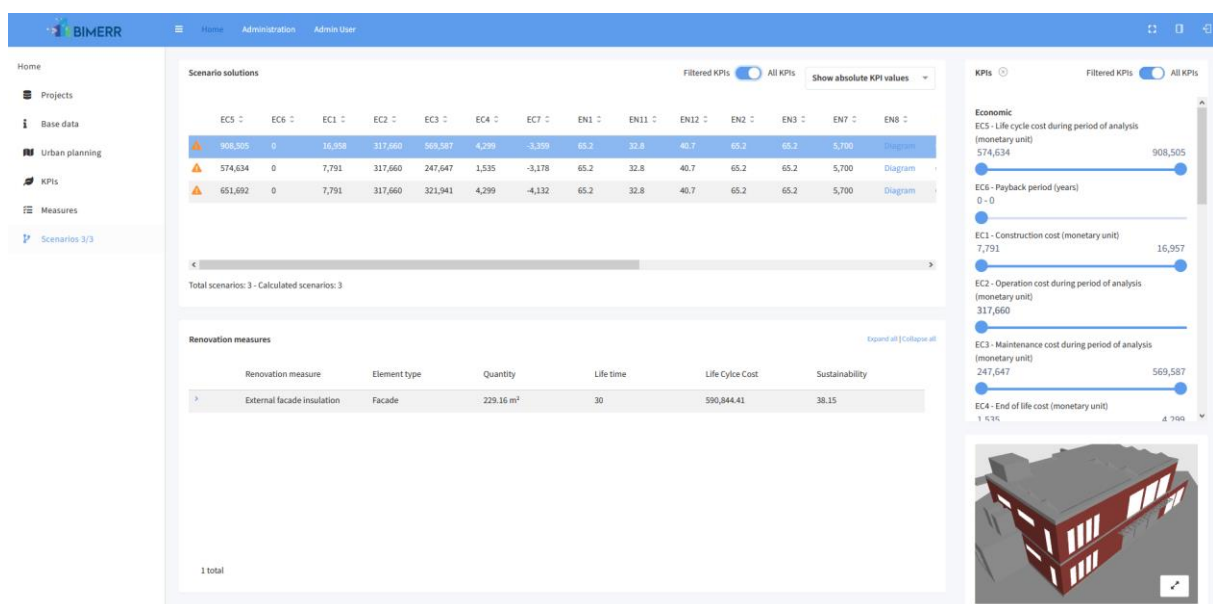 BIMERR
Home Administration Admin User
Home
Projects
Base data
Urban planning
KPIs
Measures
Scenarios 3/3
Scenario solutions Filtered KPIs All KPIs Show absolute KPI values
EC5 EC6 EC1 EC2 EC3 EC4 EC7 EN1 EN11 EN12 EN2 EN3 EN7 EN8
908,505 0 16,958 317,660 569,587 4,299 -3,359 65.2 32.8 40.7 65.2 65.2 5,700 Diagram
574,634 0 7,791 317,660 247,647 1,535 -3,178 65.2 32.8 40.7 65.2 65.2 5,700 Diagram
651,692 0 7,791 317,660 321,941 4,299 -4,132 65.2 32.8 40.7 65.2 65.2 5,700 Diagram
Total scenarios: 3 - Calculated scenarios: 3
Renovation measures Expand all | Collapse all
Renovation measure Element type Quantity Life time Life Cylce Cost Sustainability
External facade insulation Facade 229.16 m² 30 590,844.41 38.15
1 total
KPIs Filtered KPIs All KPIs
Economic
EC5 - Life cycle cost during period of analysis
(monetary unit)
574,634 908,505
EC6 - Payback period (years)
0 - 0
EC1 - Construction cost (monetary unit)
7,791 16,957
EC2 - Operation cost during period of analysis
(monetary unit)
317,660
EC3 - Maintenance cost during period of analysis
(monetary unit)
247,647 569,587
EC4 - End of life cost (monetary unit)
1,535 4,299